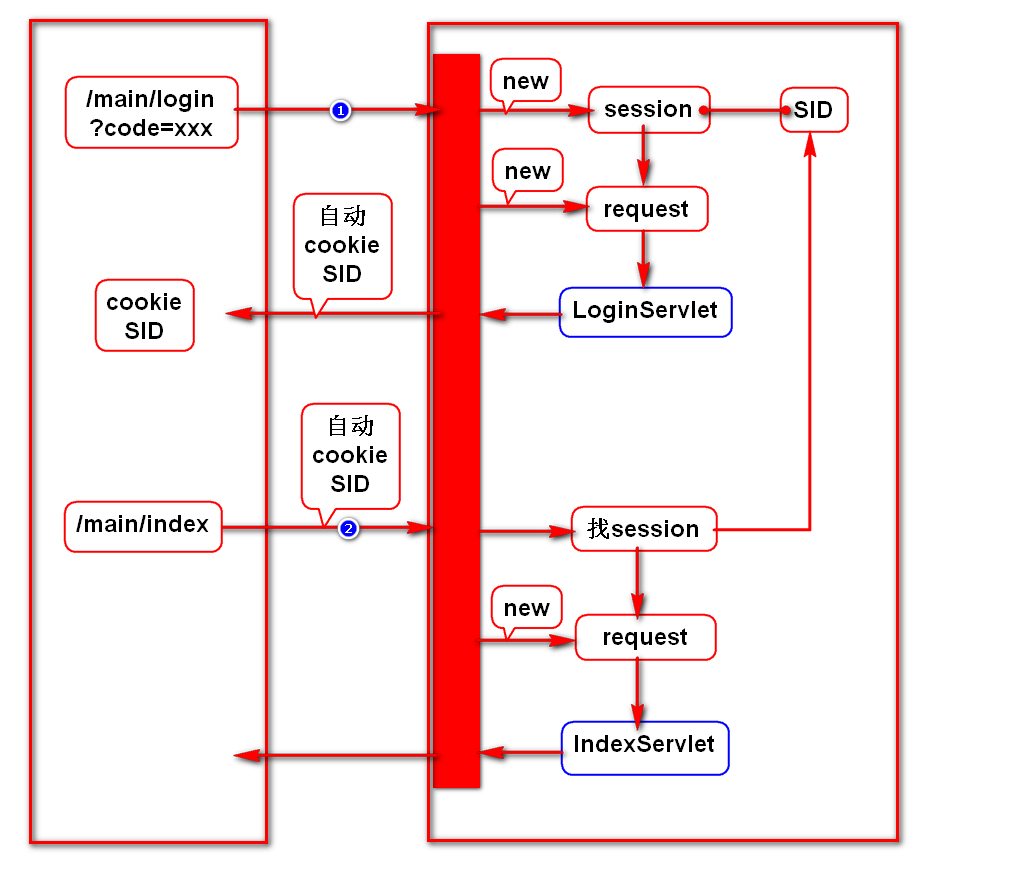 /main/login
?code=xxx
1
new
session
SID
new
request
自动
cookie
SID
cookie
SID
LoginServlet
自动
cookie
SID
/main/index
2
找session
new
request
IndexServlet